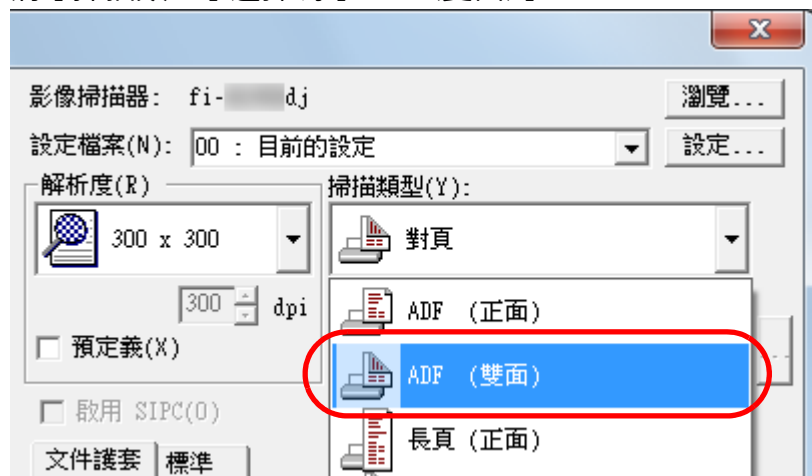 影像掃描器: fi- dj
瀏覽...
設定檔案(N): 00 : 目前的設定
設定...
解析度(R)
掃描類型(Y):
300 x 300
對頁
300 dpi
ADF (正面)
預定義(X)
ADF (雙面)
啟用 SIPC(O)
長頁 (正面)
文件護套
標準